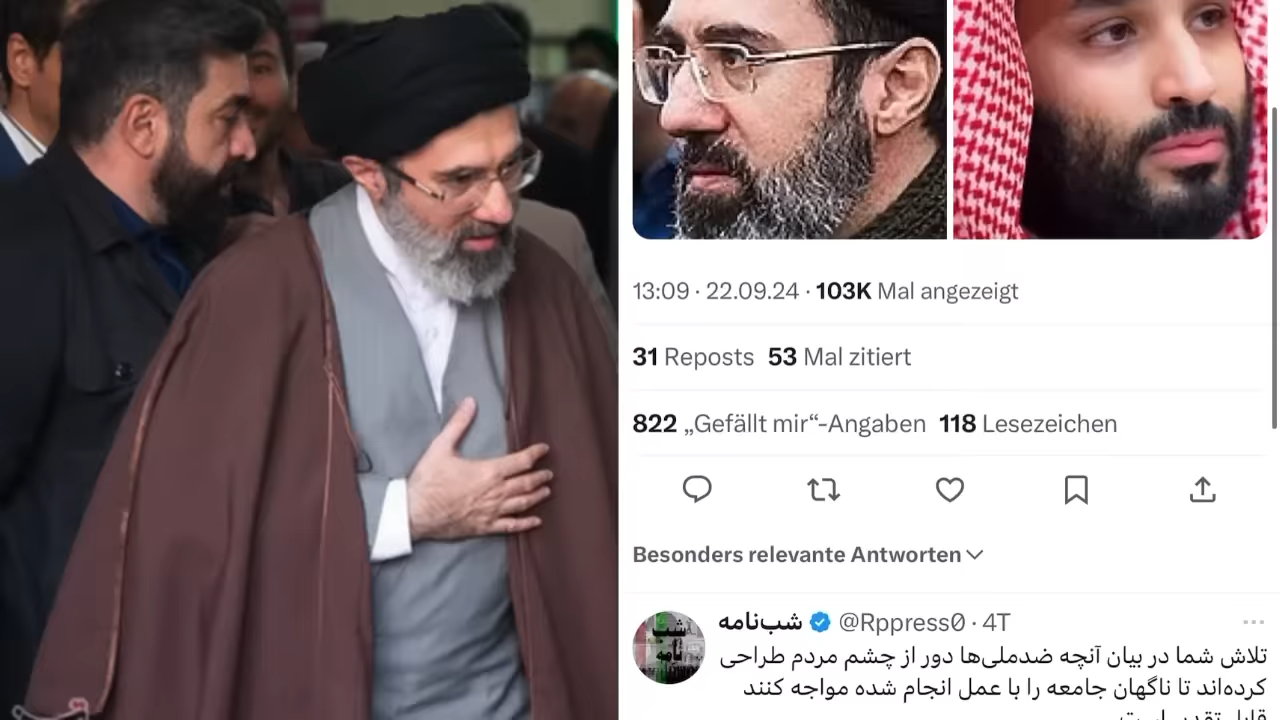 13:09 · 22.09.24 · 103K Mal angezeigt
31 Reposts 53 Mal zitiert
822 „Gefällt mir“-Angaben 118 Lesezeichen
Besonders relevante Antworten
شب‌نامه @Rppress0 · 4T
شب
نامه
تلاش شما در بیان آنچه ضدملی‌ها دور از چشم مردم طراحی
کرده‌اند تا ناگهان جامعه را با عمل انجام شده مواجه کنند